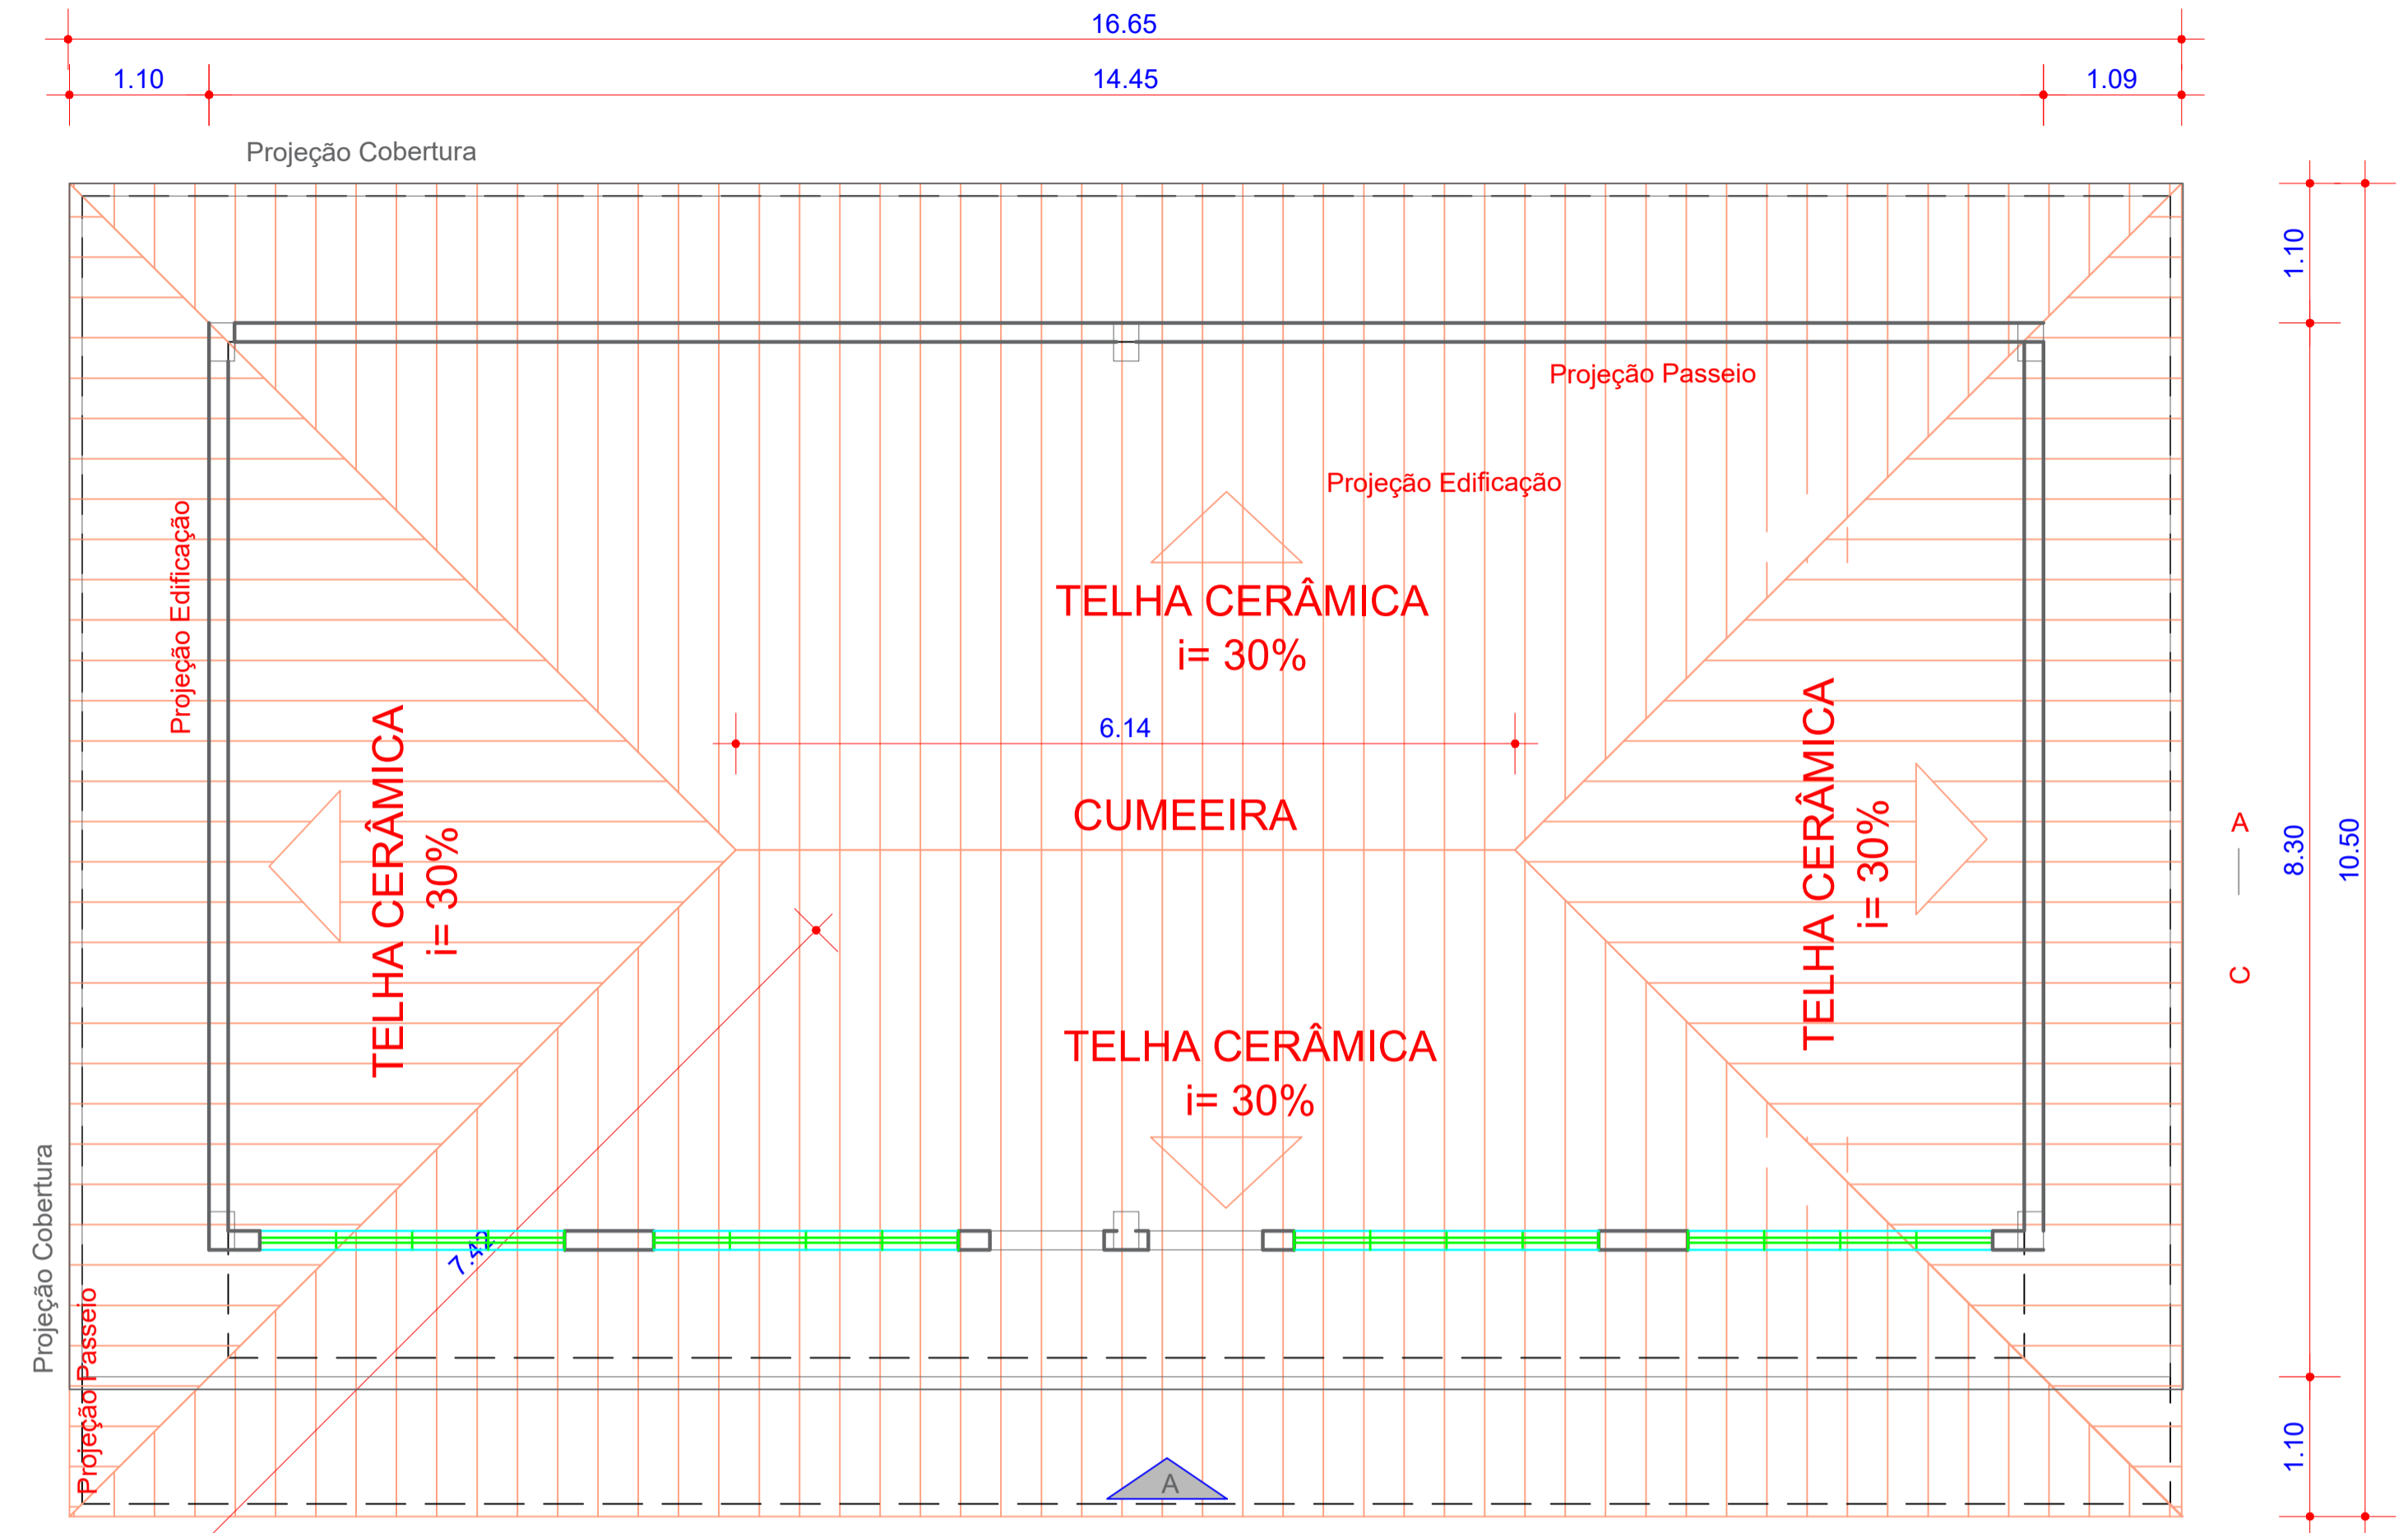 16.65
1.10
14.45
1.09
Projeção Cobertura
1.10
Projeção Passeio
Projeção Edificação
Projeção Edificação
TELHA CERÂMICA
i= 30%
6.14
CUMEEIRA
TELHA CERÂMICA
i= 30%
TELHA CERÂMICA
i= 30%
A
C
8.30
10.50
TELHA CERÂMICA
i= 30%
7.42
Projeção Cobertura
Projeção Passeio
A
1.10